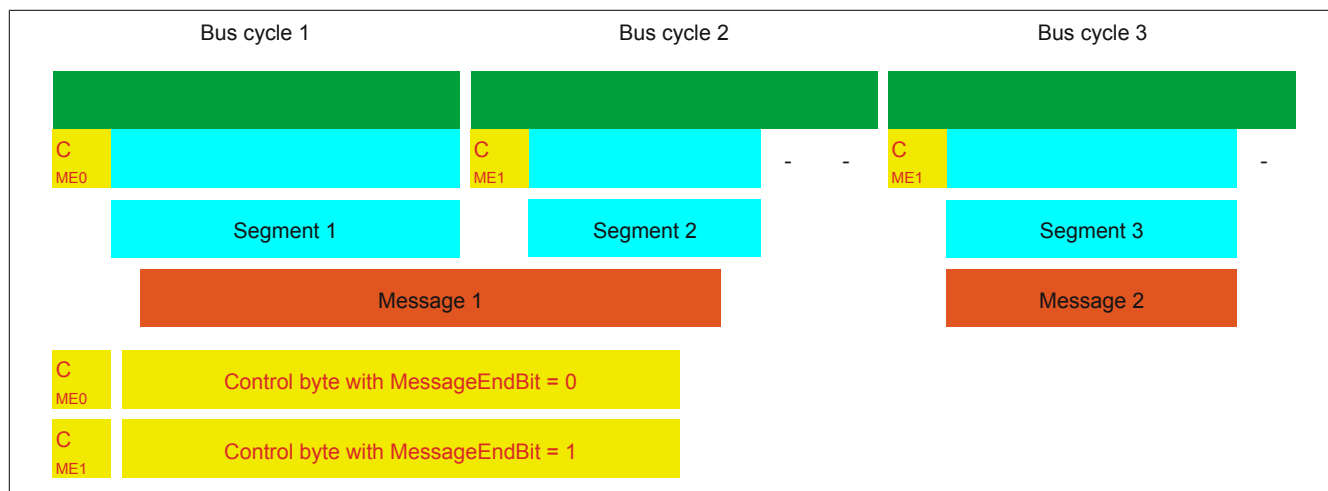 Bus cycle 1 Bus cycle 2 Bus cycle 3
C C - - C -
ME0 ME1 ME1
Segment 1 Segment 2 Segment 3
Message 1 Message 2
C
ME0
Control byte with MessageEndBit = 0
C
ME1
Control byte with MessageEndBit = 1